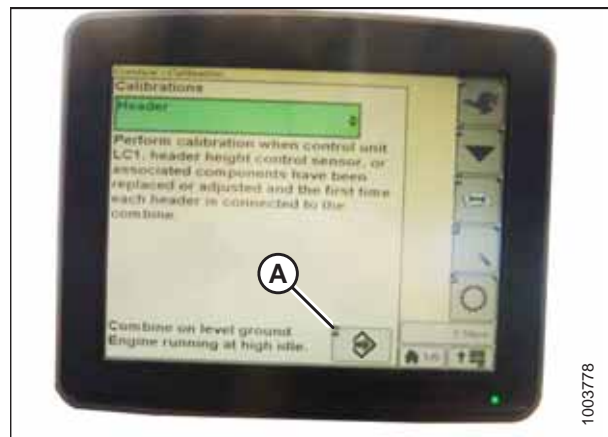 Calibrations
Header
Perform calibration when control unit
LC1, header height control sensor, or
associated components have been
replaced or adjusted and the first time
each header is connected to the
combine.
A
Combine on level ground.
Engine running at high idle.
1003778